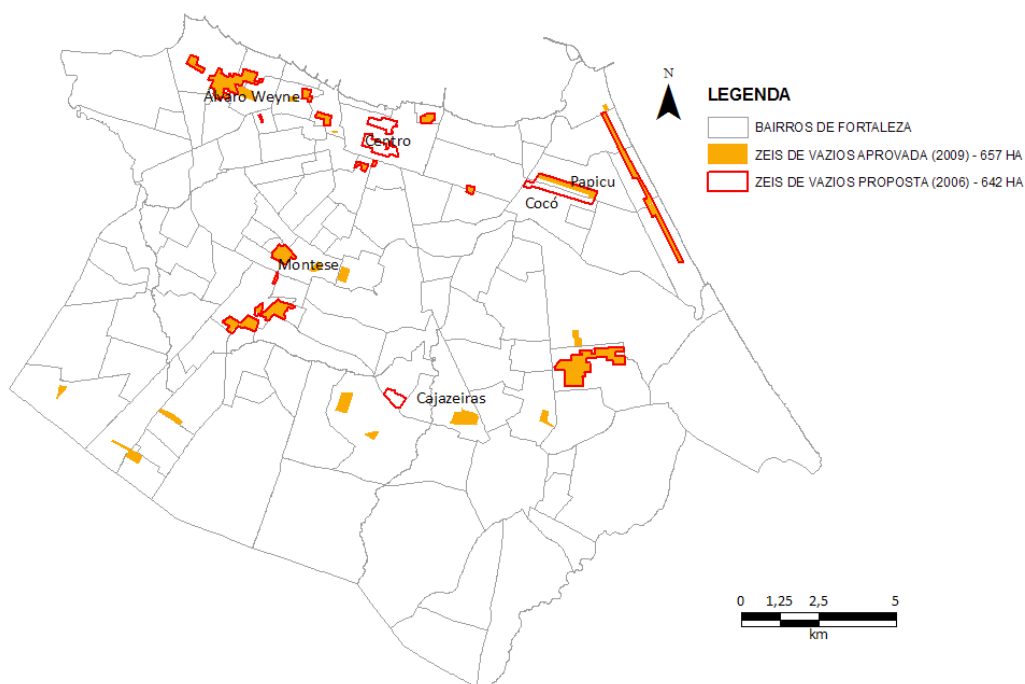 Álvaro Weyne
Centro
Papicu
Cocó
Montese
Cajazeiras
N
LEGENDA
BAIRROS DE FORTALEZA
ZEIS DE VAZIOS APROVADA (2009) - 657 HA
ZEIS DE VAZIOS PROPOSTA (2006) - 642 HA
0 1,25 2,5 5
km